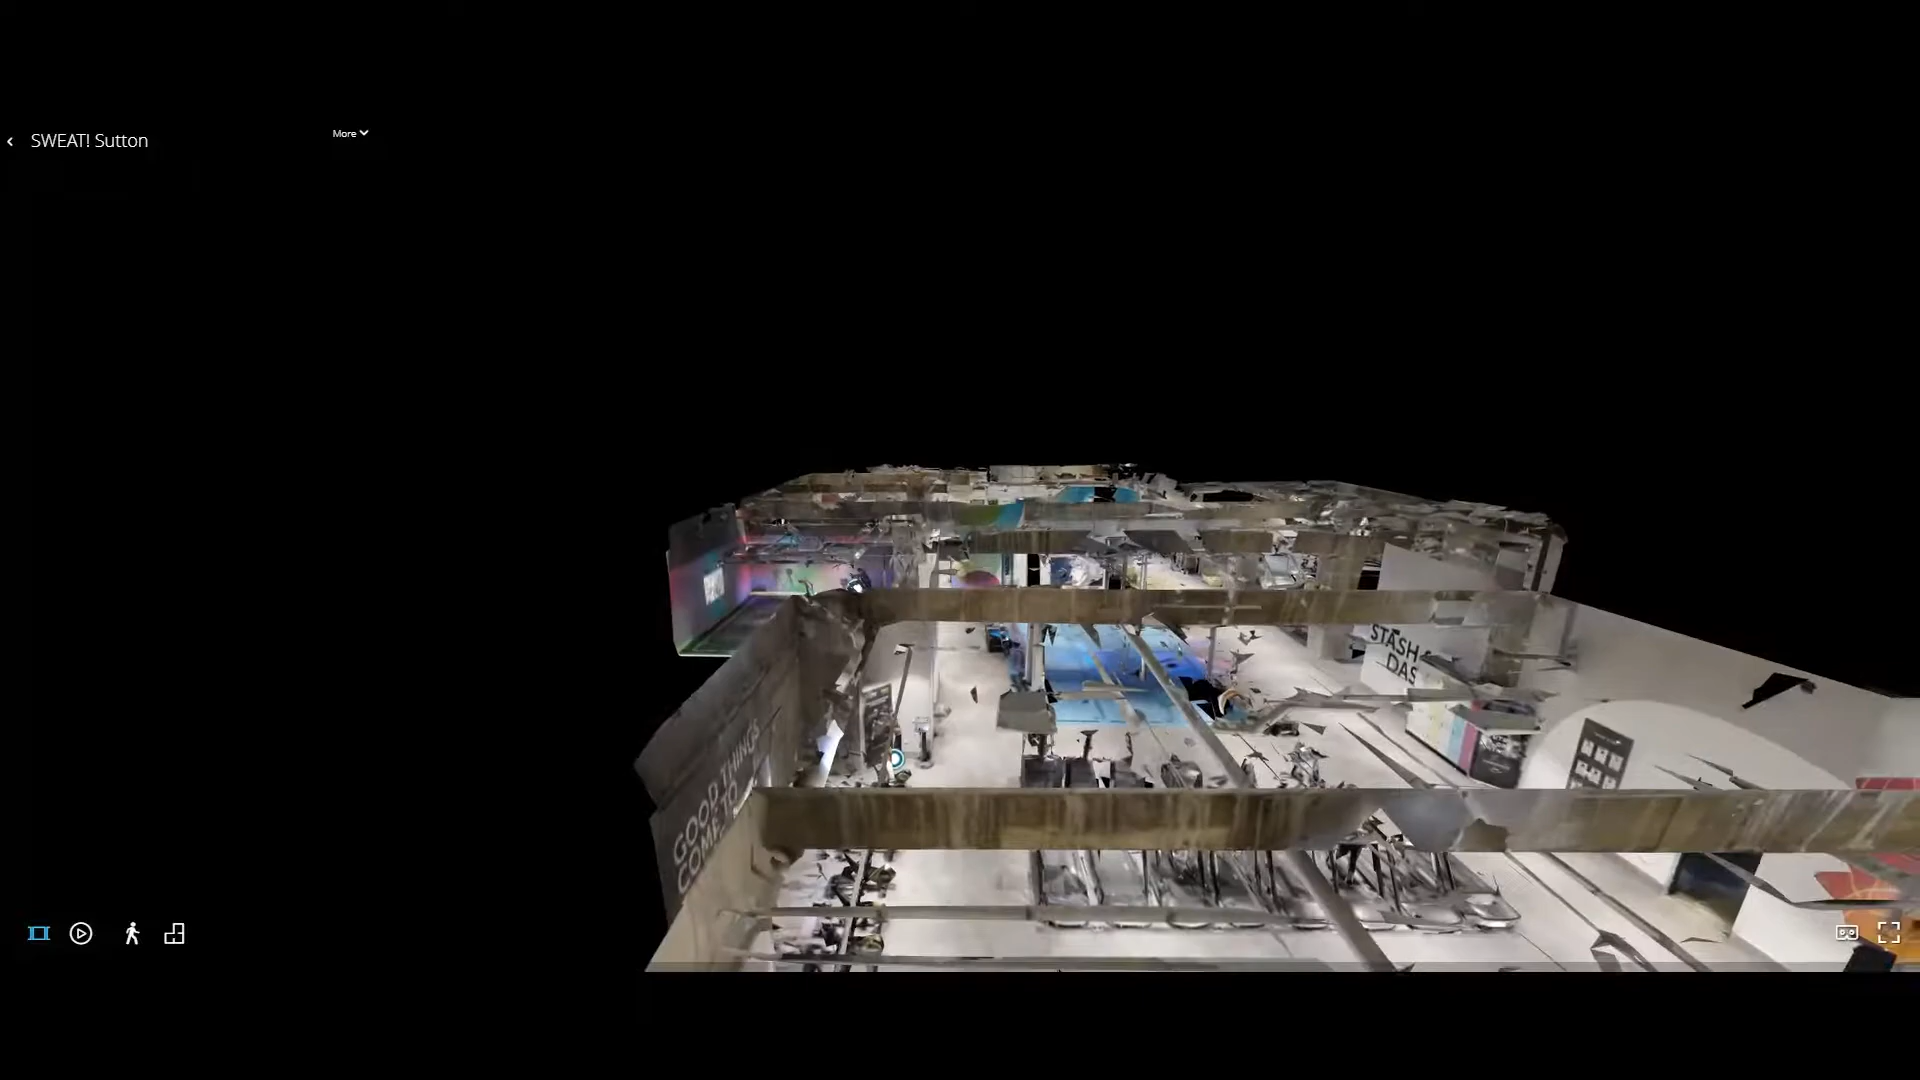 SWEAT! Sutton
More
STASH
DAS
GOOD THINGS
COME TO